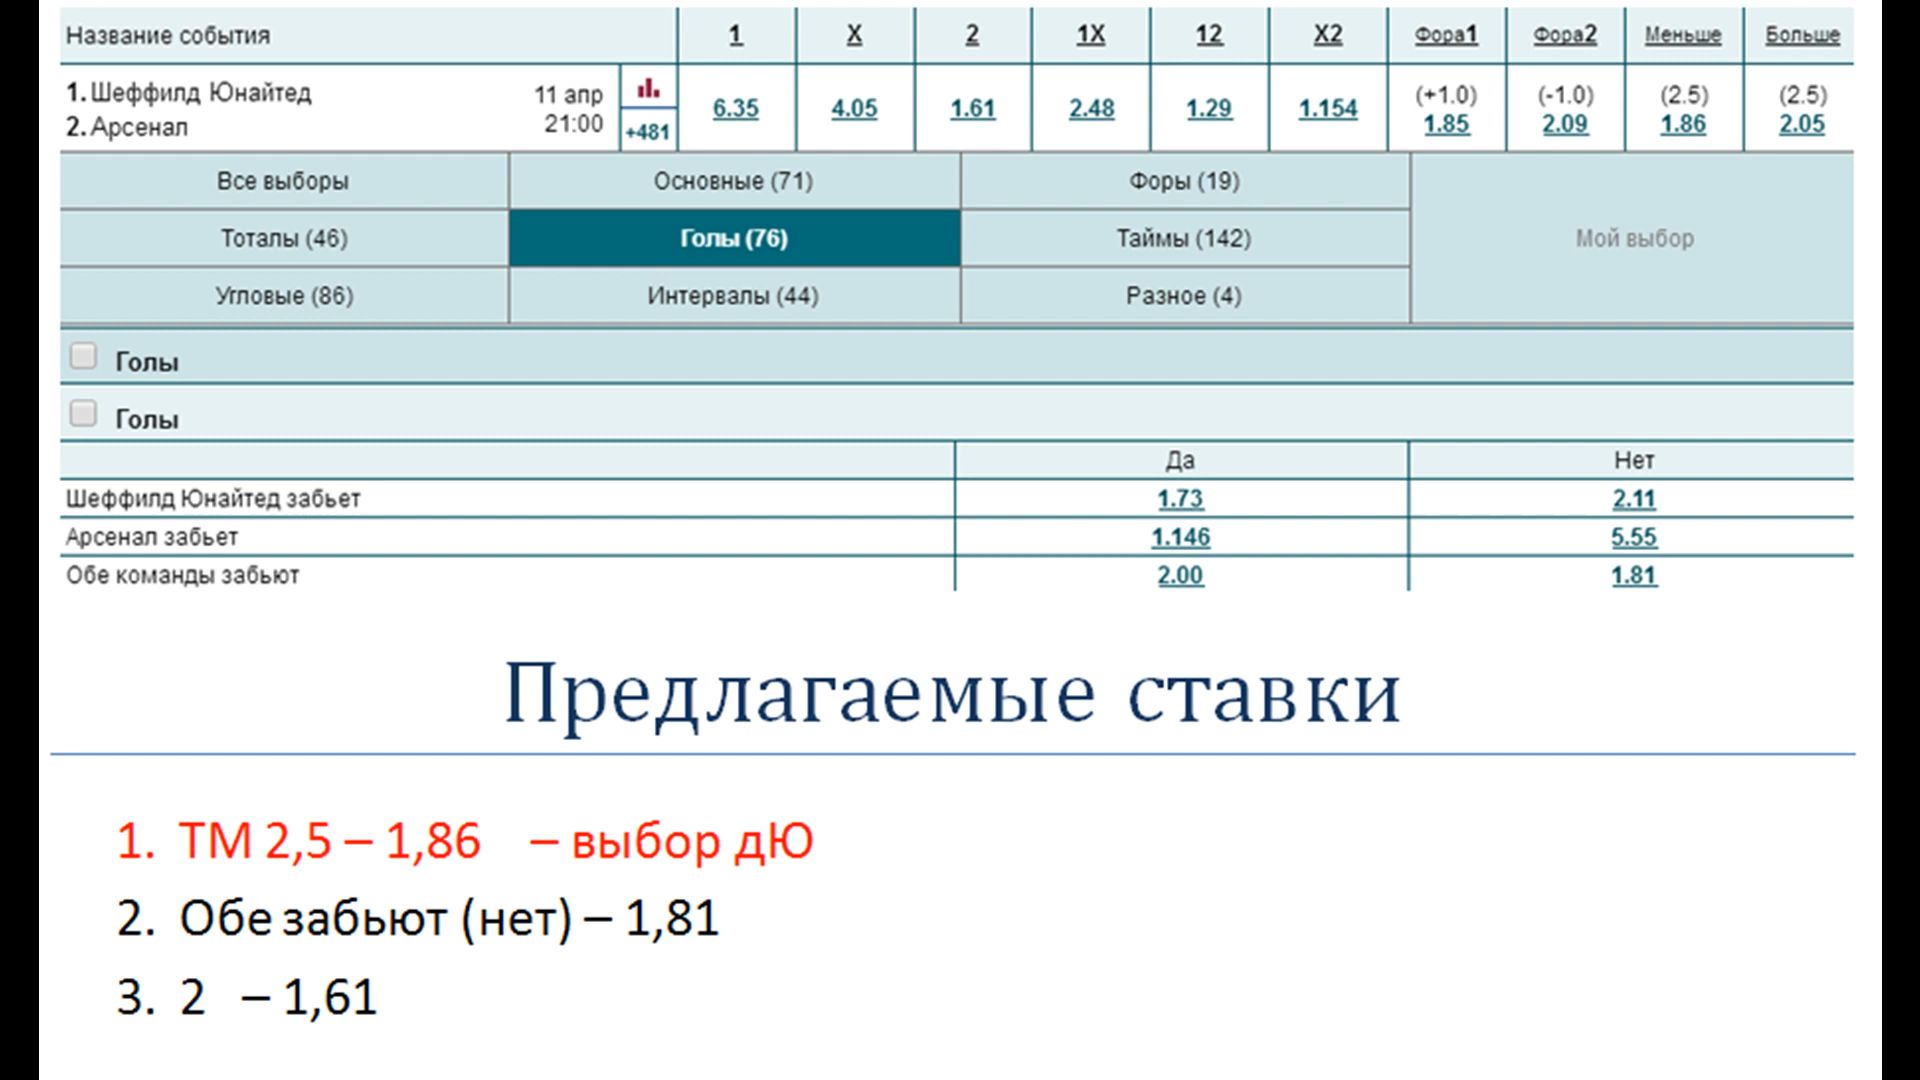 Название события 1 X 2 1X 12 X2 Фора1 Фора2 Меньше Больше
1. Шеффилд Юнайтед 11 апр (+1.0) (-1.0) (2.5) (2.5)
2. Арсенал 21:00 +481 6.35 4.05 1.61 2.48 1.29 1.154 1.85 2.09 1.86 2.05
Все выборы Основные (71) Форы (19)
Тоталы (46) Голы (76) Таймы (142) Мой выбор
Угловые (86) Интервалы (44) Разное (4)
Голы
Голы
Да Нет
Шеффилд Юнайтед забьет 1.73 2.11
Арсенал забьет 1.146 5.55
Обе команды забьют 2.00 1.81
Предлагаемые ставки
1. ТМ 2,5 – 1,86 – выбор дЮ
2. Обе забьют (нет) – 1,81
3. 2 – 1,61